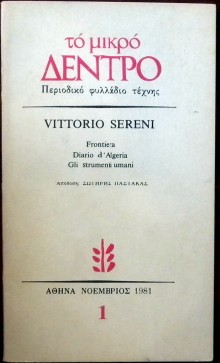 τό μικρό
ΔΕΝΤΡΟ
Περιοδικό φυλλάδιο τέχνης
VITTORIO SERENI
Frontiera
Diario d'Algeria
Gli strumenti umani
Απόδοση ΣΩΤΗΡΗΣ ΠΑΣΤΑΚΑΣ
ΑΘΗΝΑ ΝΟΕΜΒΡΙΟΣ 1981
1